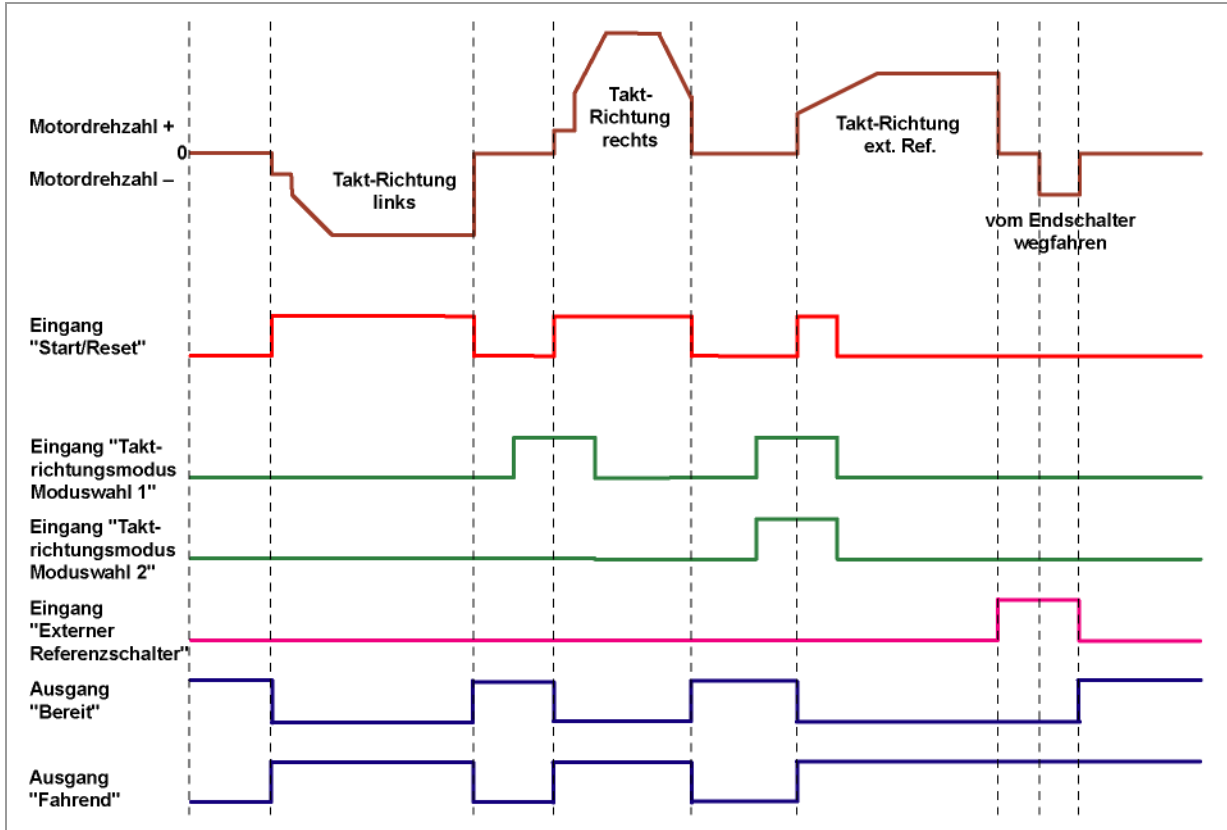 Motordrehzahl +
0
Motordrehzahl –
Takt-Richtung
links
Takt-
Richtung
rechts
Takt-Richtung
ext. Ref.
vom Endschalter
wegfahren
Eingang
"Start/Reset"
Eingang "Takt-
richtungsmodus
Moduswahl 1"
Eingang "Takt-
richtungsmodus
Moduswahl 2"
Eingang
"Externer
Referenzschalter"
Ausgang
"Bereit"
Ausgang
"Fahrend"